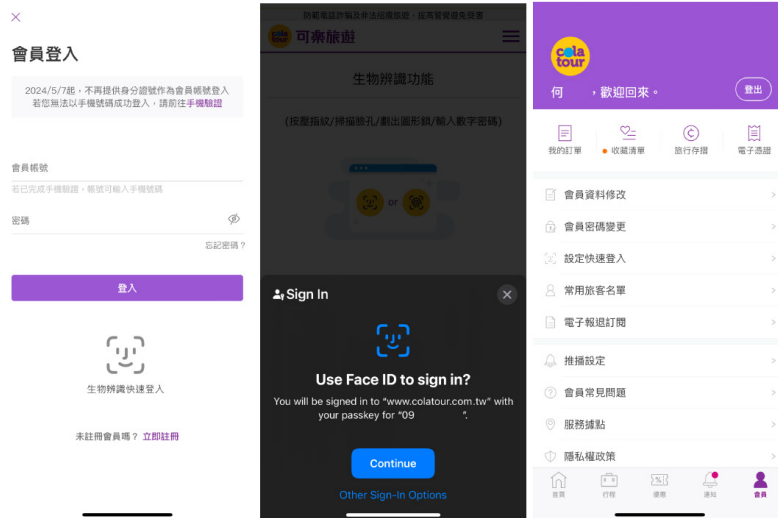 會員登入
2024/5/7起，不再提供身分證號作為會員帳號登入
若您無法以手機號碼成功登入，請前往手機驗證
會員帳號
若已完成手機驗證，帳號可輸入手機號碼
密碼
忘記密碼？
登入
生物辨識快速登入
未註冊會員嗎？ 立即註冊
防範電話詐騙及非法招攬旅遊，提高警覺避免受害
cola tour 可樂旅遊
生物辨識功能
(按壓指紋/掃描臉孔/劃出圖形鎖/輸入數字密碼)
or
Sign In
Use Face ID to sign in?
You will be signed in to “www.colatour.com.tw” with
your passkey for “09 ”.
Continue
Other Sign-In Options
cola
tour
何 ，歡迎回來。
登出
我的訂單 收藏清單 旅行存摺 電子憑證
會員資料修改
會員密碼變更
設定快速登入
常用旅客名單
電子報退訂閱
推播設定
會員常見問題
服務據點
隱私權政策
首頁 行程 優惠 通知 會員